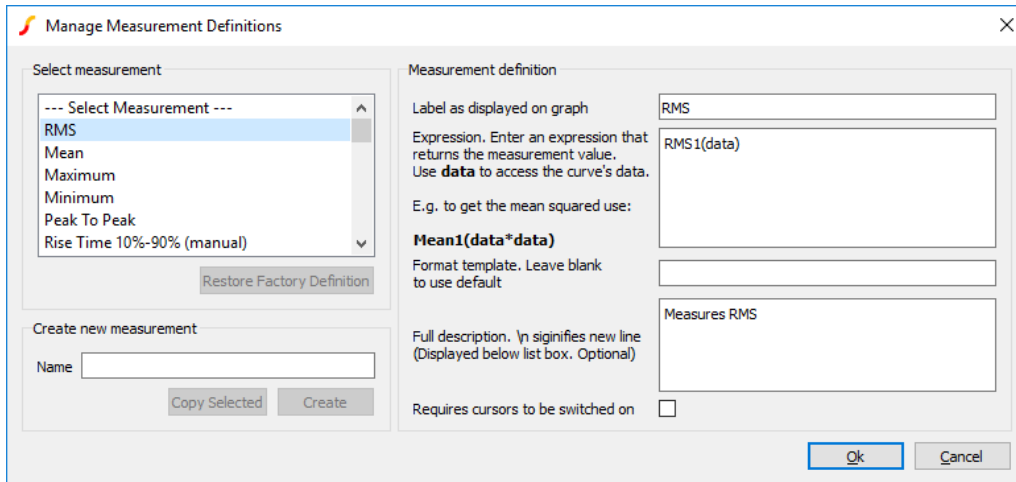 Manage Measurement Definitions
Select measurement
--- Select Measurement ---
RMS
Mean
Maximum
Minimum
Peak To Peak
Rise Time 10%-90% (manual)
Restore Factory Definition
Create new measurement
Name
Copy Selected
Create
Measurement definition
Label as displayed on graph
RMS
Expression. Enter an expression that
returns the measurement value.
Use data to access the curve's data.
E.g. to get the mean squared use:
Mean1(data*data)
RMS1(data)
Format template. Leave blank
to use default
Full description. \n siginifies new line
(Displayed below list box. Optional)
Measures RMS
Requires cursors to be switched on
Ok
Cancel